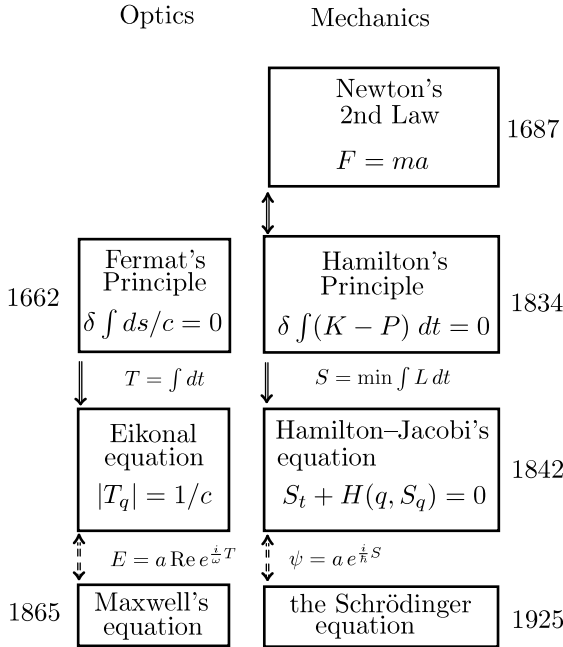 Optics
Mechanics
Newton's
2nd Law
F = ma
1687
Fermat's
Principle
δ ∫ ds/c = 0
1662
Hamilton's
Principle
δ ∫(K − P) dt = 0
1834
T = ∫ dt
S = min ∫ L dt
Eikonal
equation
|T_q| = 1/c
Hamilton–Jacobi's
equation
S_t + H(q, S_q) = 0
1842
E = a Re e^{\frac{i}{ω} T}
ψ = a e^{\frac{i}{ℏ} S}
1865
Maxwell's
equation
the Schrödinger
equation
1925